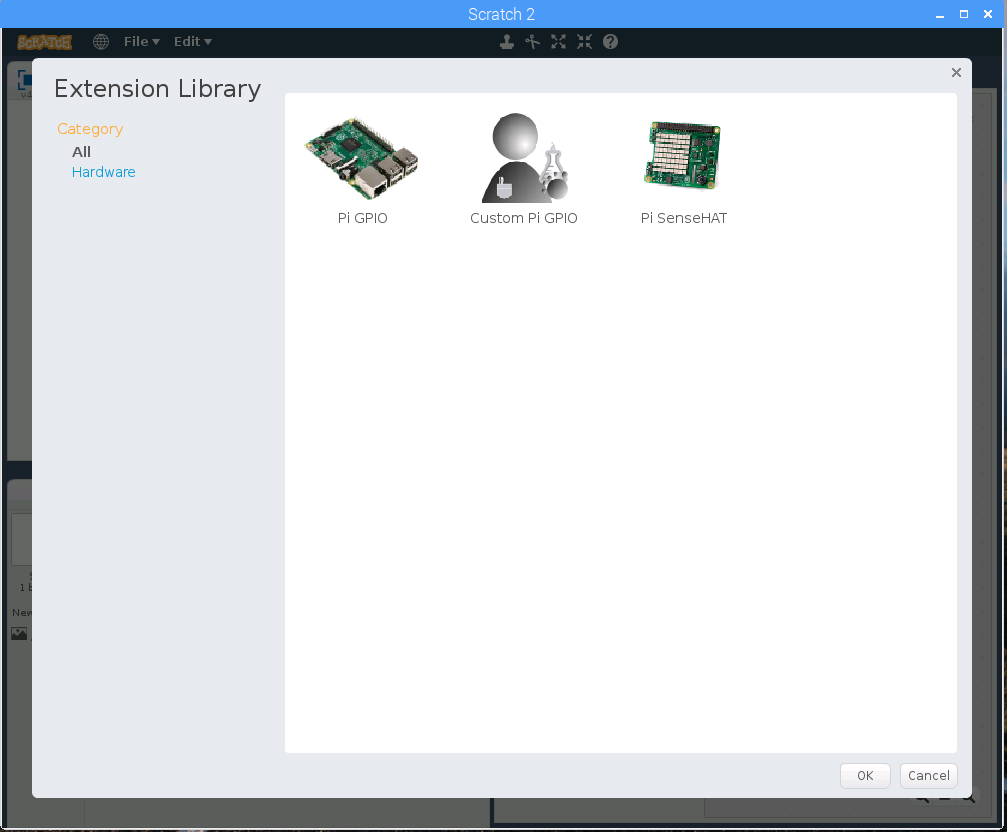 Scratch 2
SCRATCH File Edit
Extension Library
Category
All
Hardware
Pi GPIO
Custom Pi GPIO
Pi SenseHAT
New
OK
Cancel